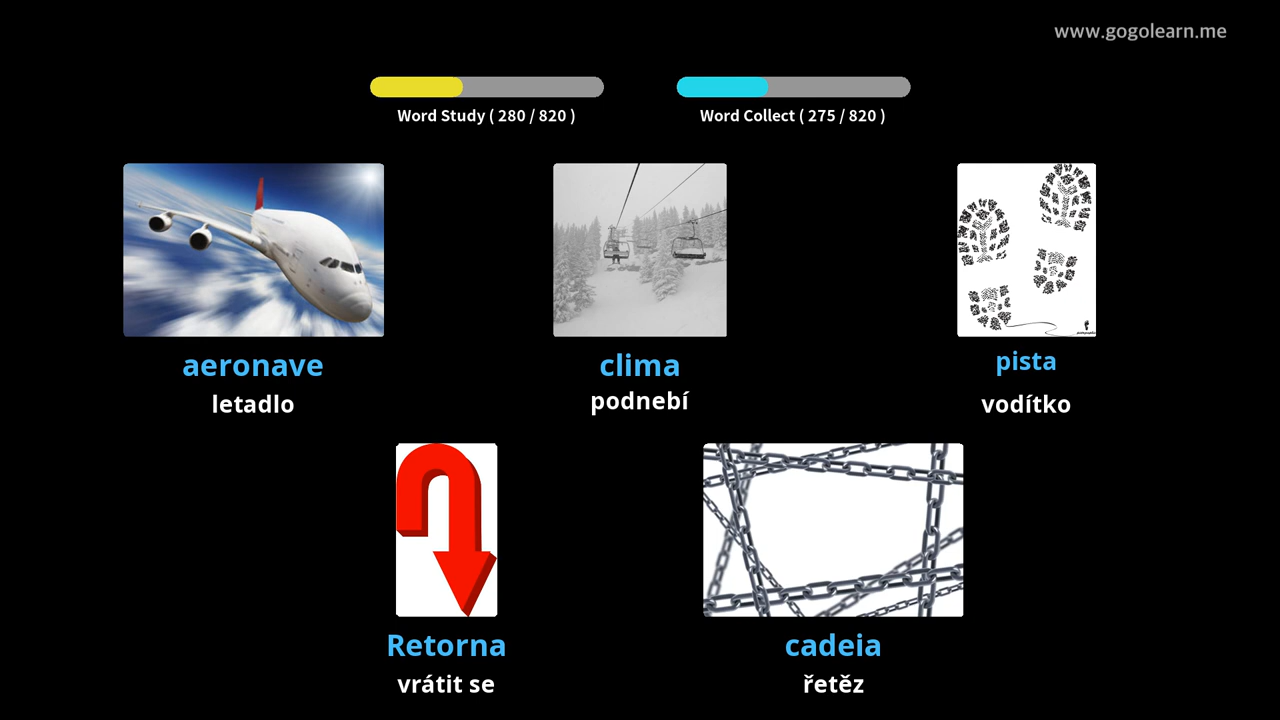 www.gogolearn.me
Word Study ( 280 / 820 )
Word Collect ( 275 / 820 )
aeronave
letadlo
clima
podnebí
pista
vodítko
Retorna
vrátit se
cadeia
řetěz